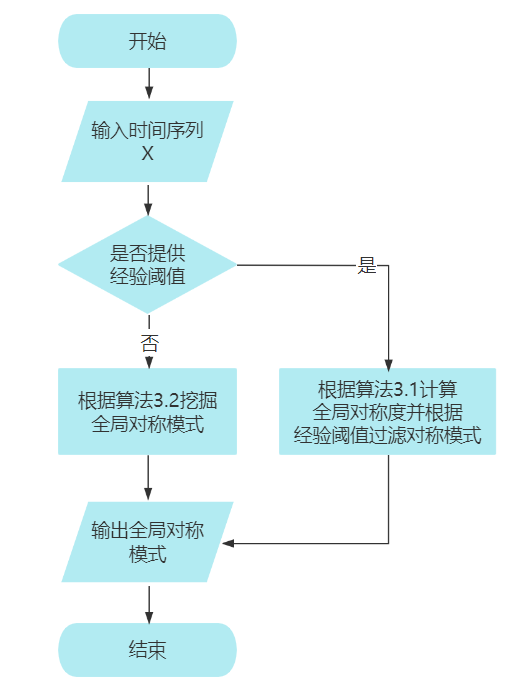 开始
输入时间序列
X
是否提供
经验阈值
是
否
根据算法3.2挖掘
全局对称模式
根据算法3.1计算
全局对称度并根据
经验阈值过滤对称模式
输出全局对称
模式
结束